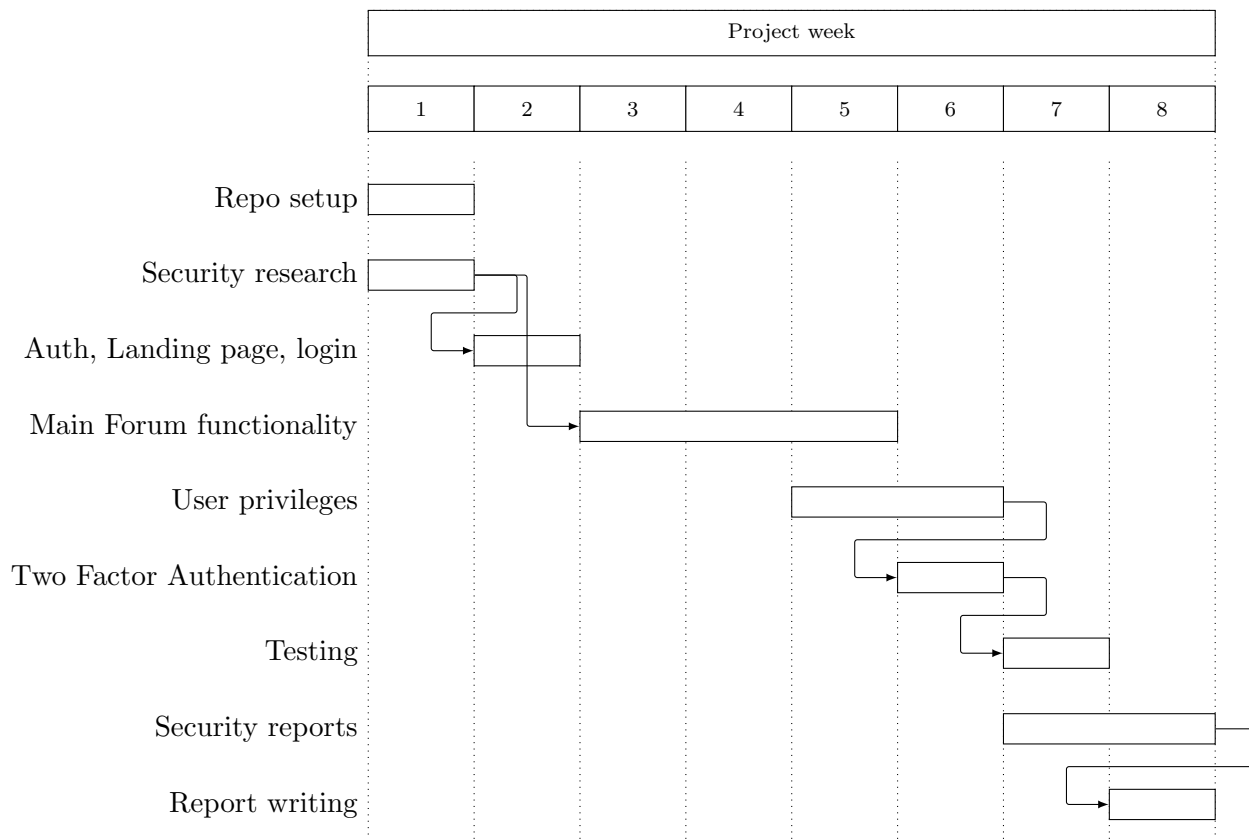 Project week
1 2 3 4 5 6 7 8
Repo setup
Security research
Auth, Landing page, login
Main Forum functionality
User privileges
Two Factor Authentication
Testing
Security reports
Report writing